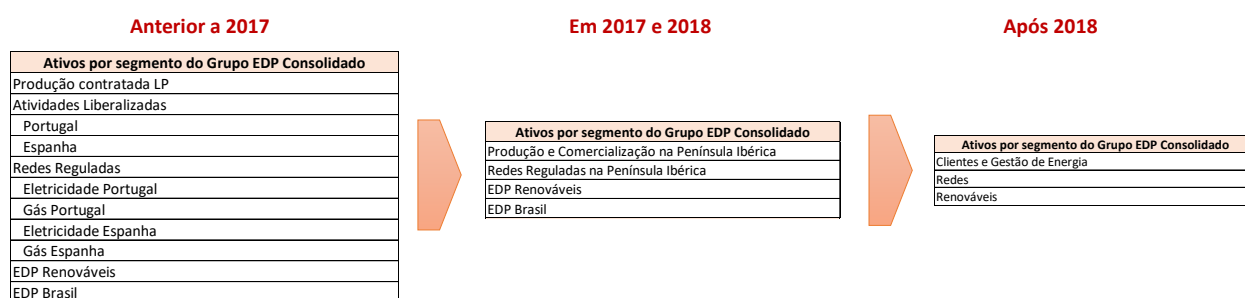 Anterior a 2017
Ativos por segmento do Grupo EDP Consolidado
Produção contratada LP
Atividades Liberalizadas
Portugal
Espanha
Redes Reguladas
Eletricidade Portugal
Gás Portugal
Eletricidade Espanha
Gás Espanha
EDP Renováveis
EDP Brasil
Em 2017 e 2018
Ativos por segmento do Grupo EDP Consolidado
Produção e Comercialização na Península Ibérica
Redes Reguladas na Península Ibérica
EDP Renováveis
EDP Brasil
Após 2018
Ativos por segmento do Grupo EDP Consolidado
Clientes e Gestão de Energia
Redes
Renováveis